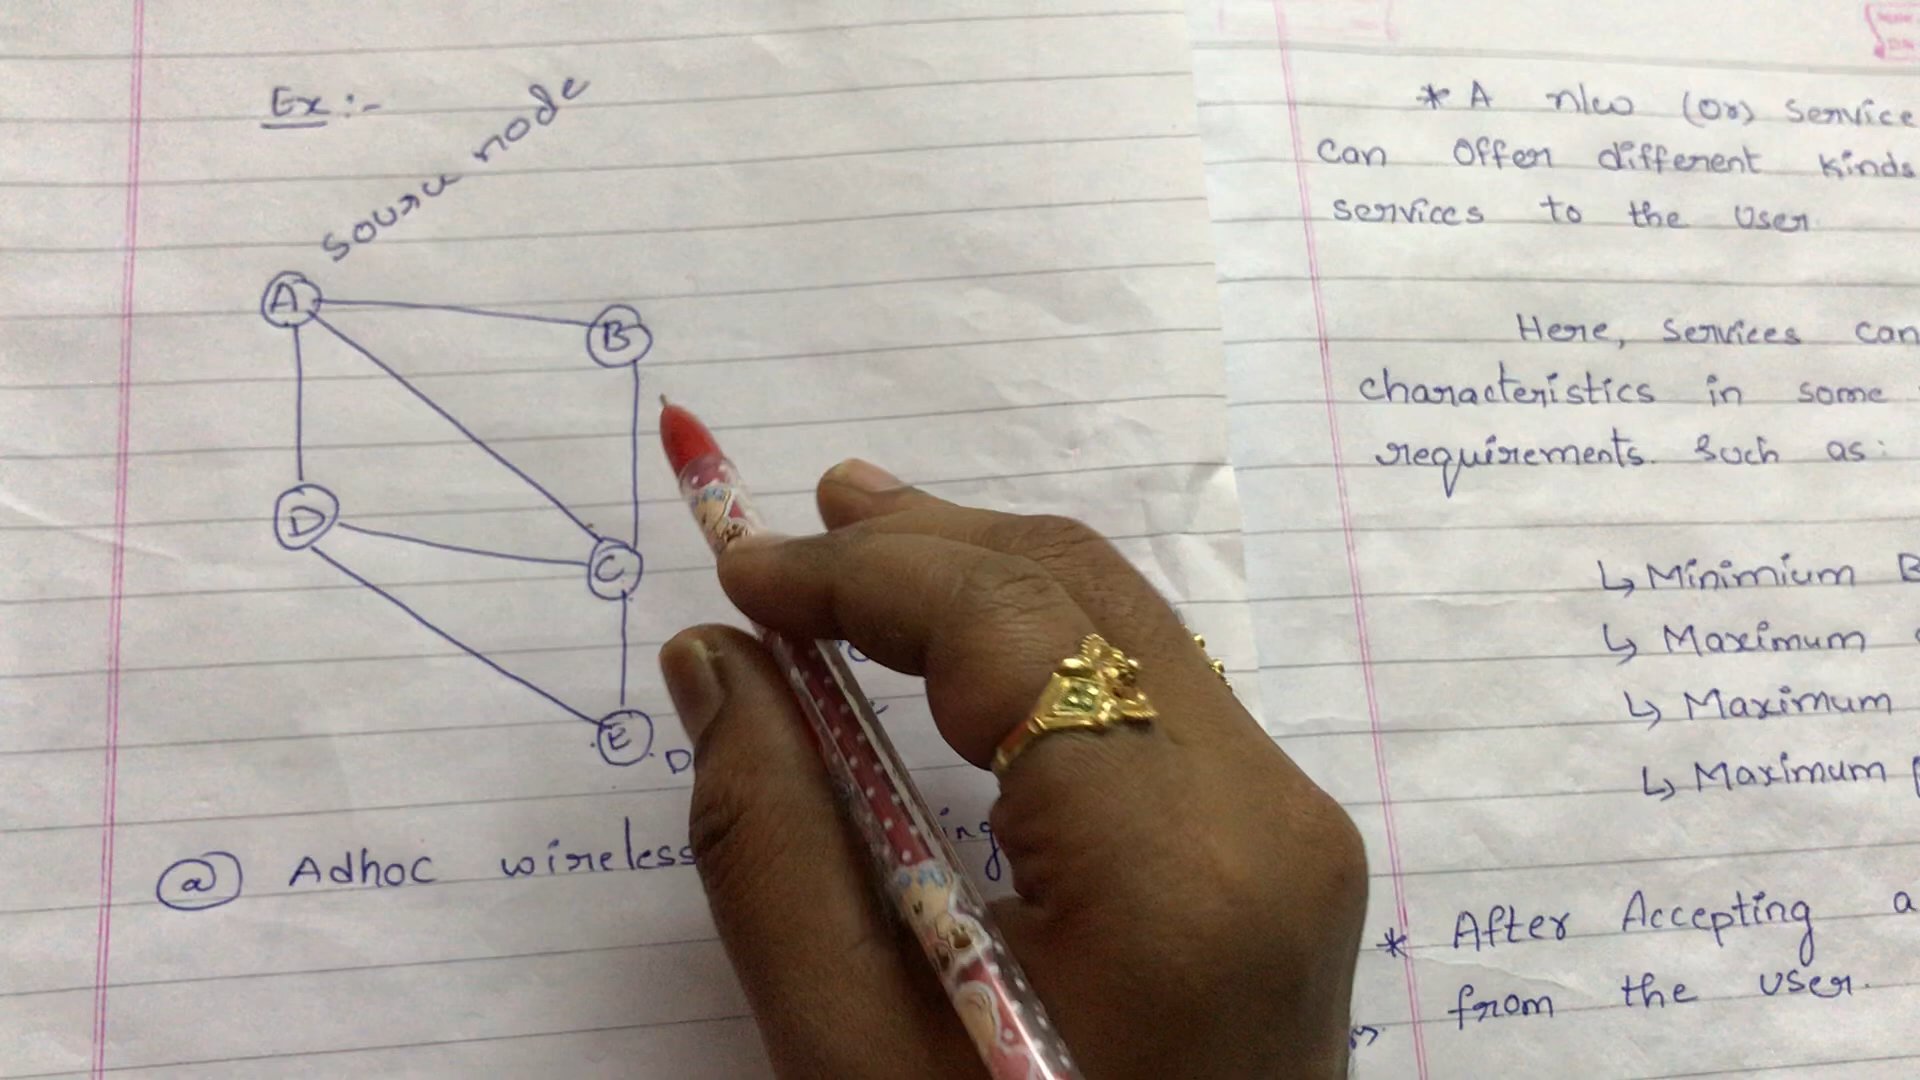 Ex :-
source node
A
B
D
C
E
D
(a) Adhoc wireless
* A n/w (or) Service
can Offer different kinds
services to the User.
Here, services can
characteristics in some
requirements. Such as:
↳ Minimium B
↳ Maximum
↳ Maximum
↳ Maximum
* After Accepting a
from the user.